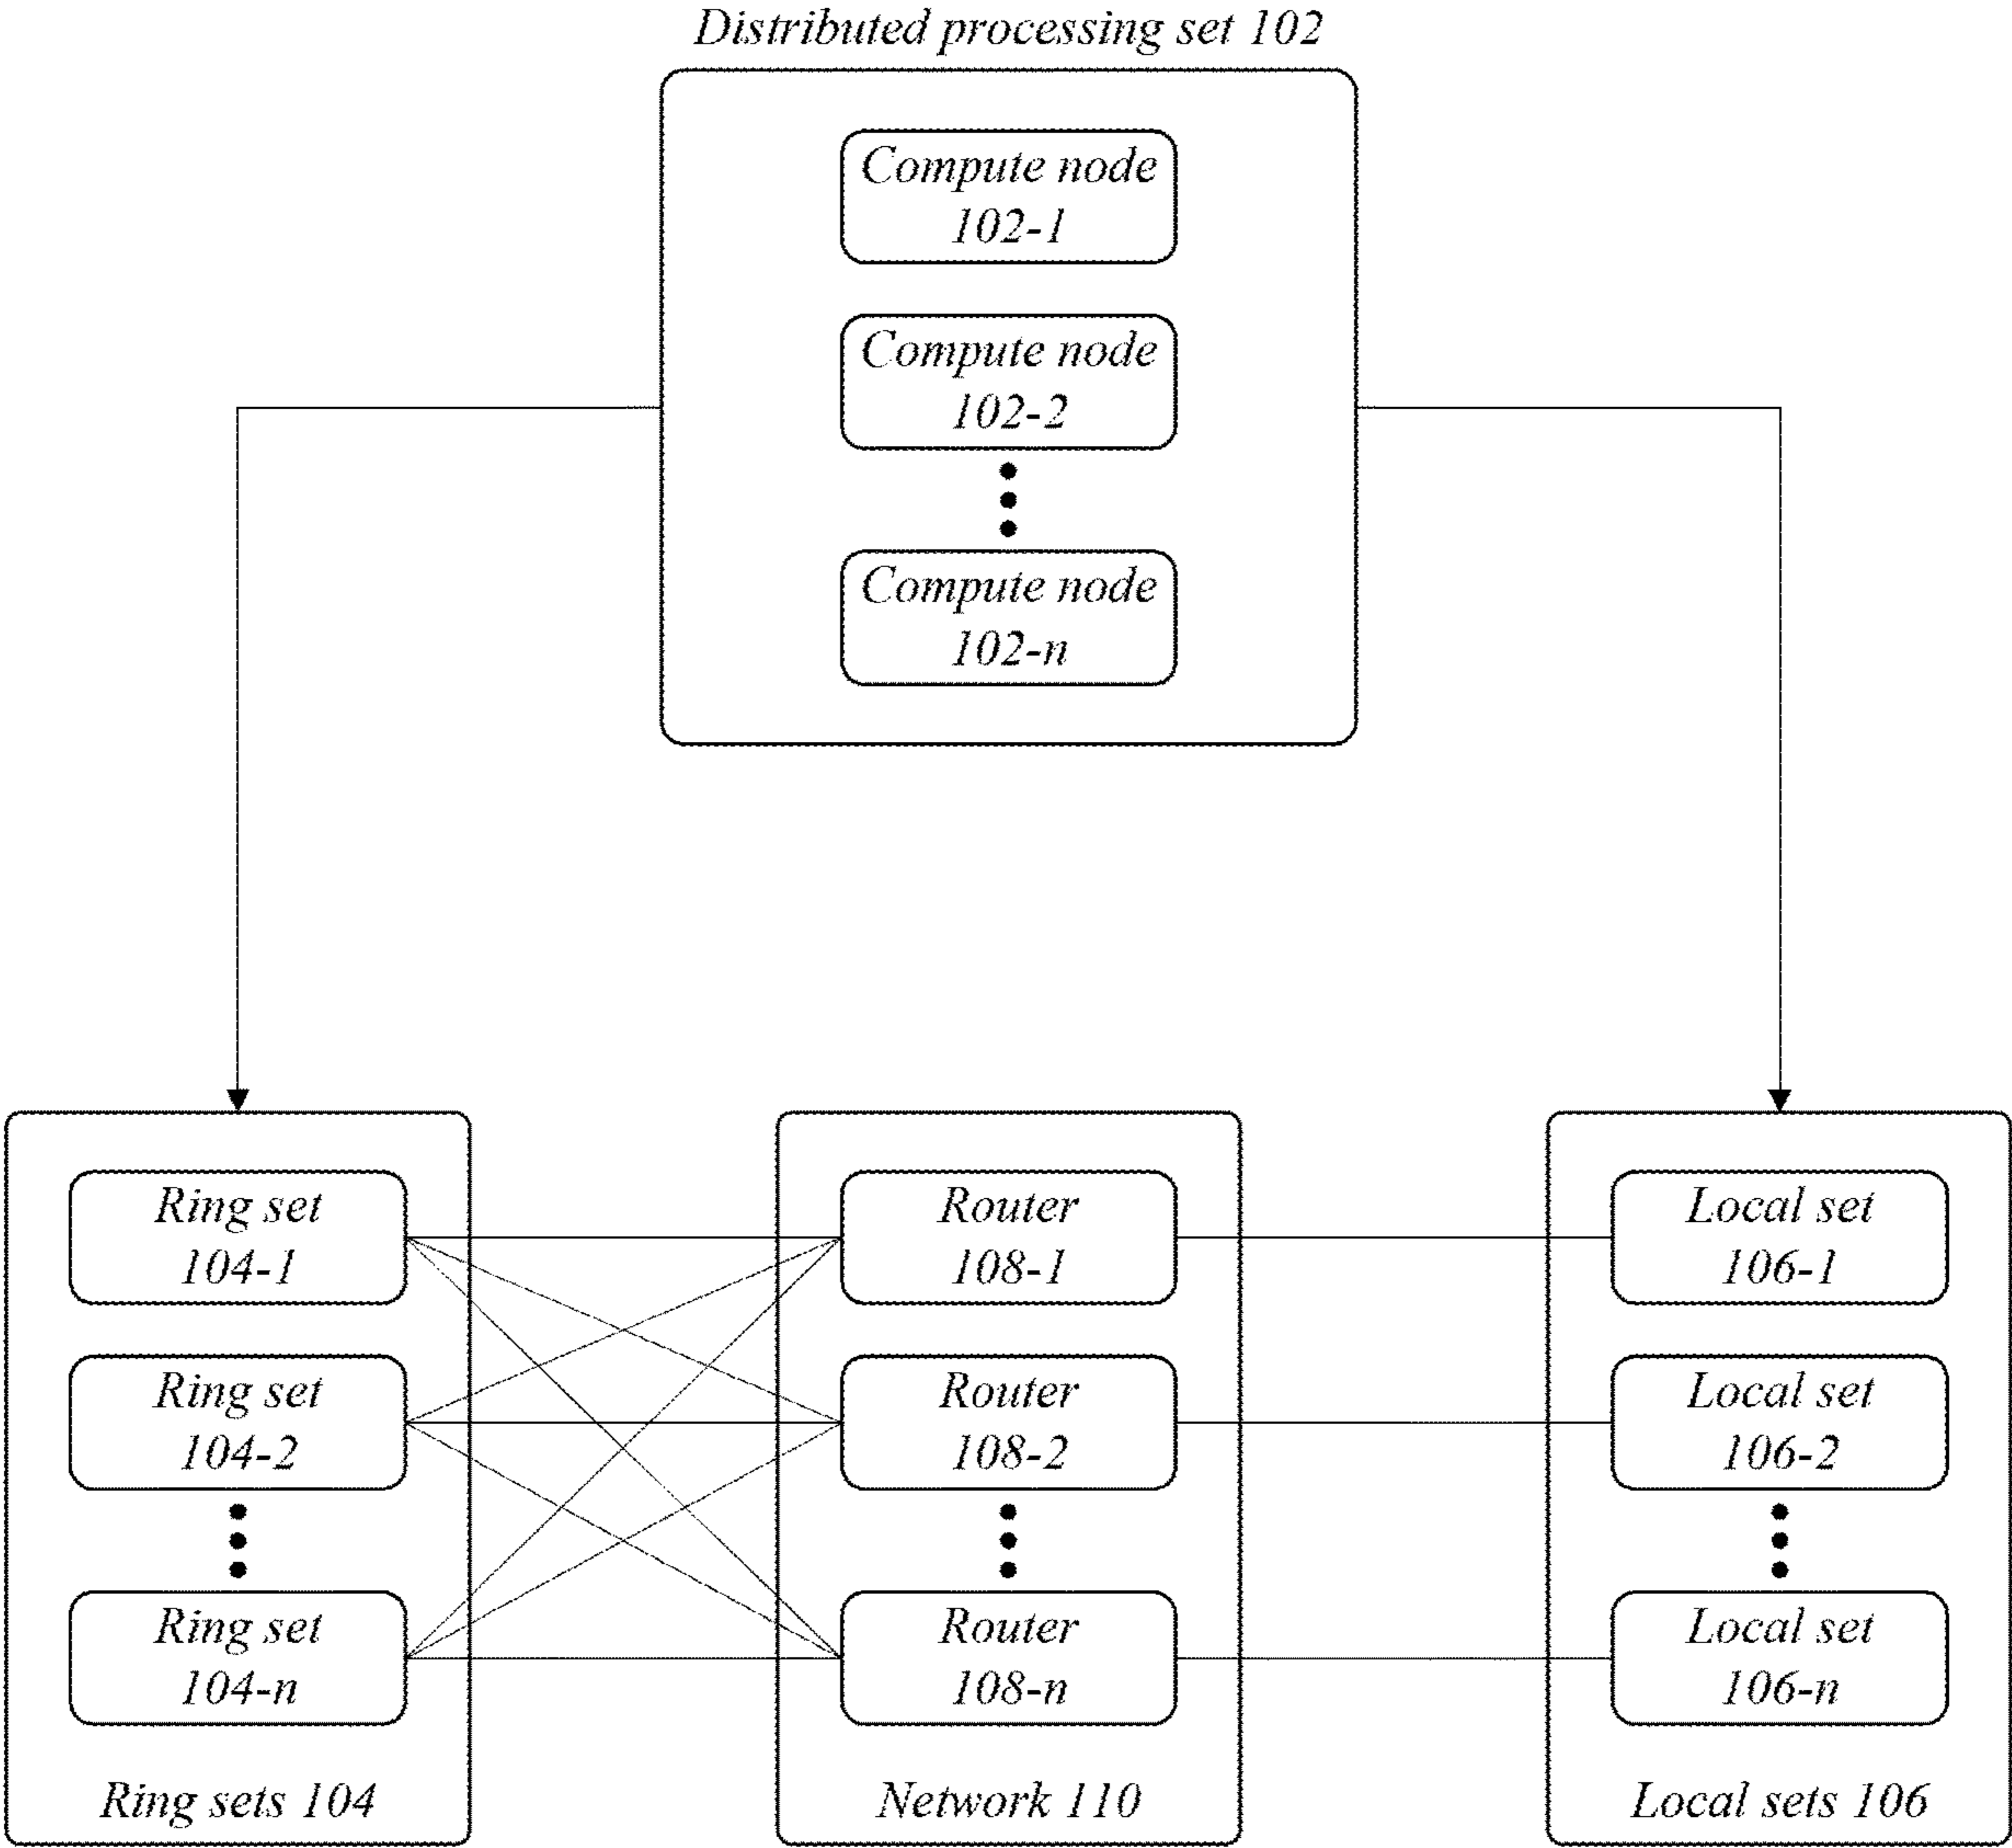 Distributed processing set 102
Compute node
102-1
Compute node
102-2
Compute node
102-n
Ring set
104-1
Ring set
104-2
Ring set
104-n
Ring sets 104
Router
108-1
Router
108-2
Router
108-n
Network 110
Local set
106-1
Local set
106-2
Local set
106-n
Local sets 106